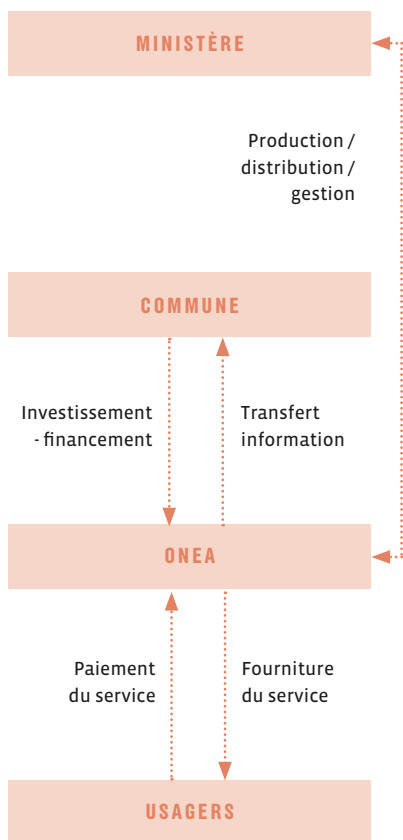 MINISTÈRE
Production /
distribution /
gestion
COMMUNE
Investissement
- financement
Transfert
information
ONEA
Paiement
du service
Fourniture
du service
USAGERS